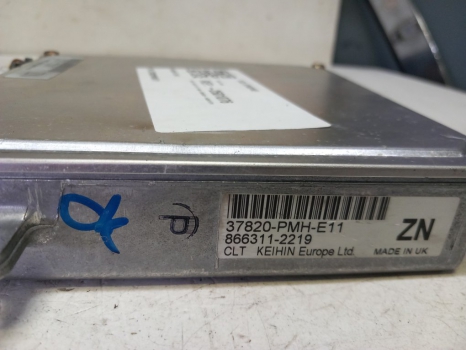 37820-PMH-E11
866311-2219
CLT KEIHIN Europe Ltd.
ZN
MADE IN UK
P